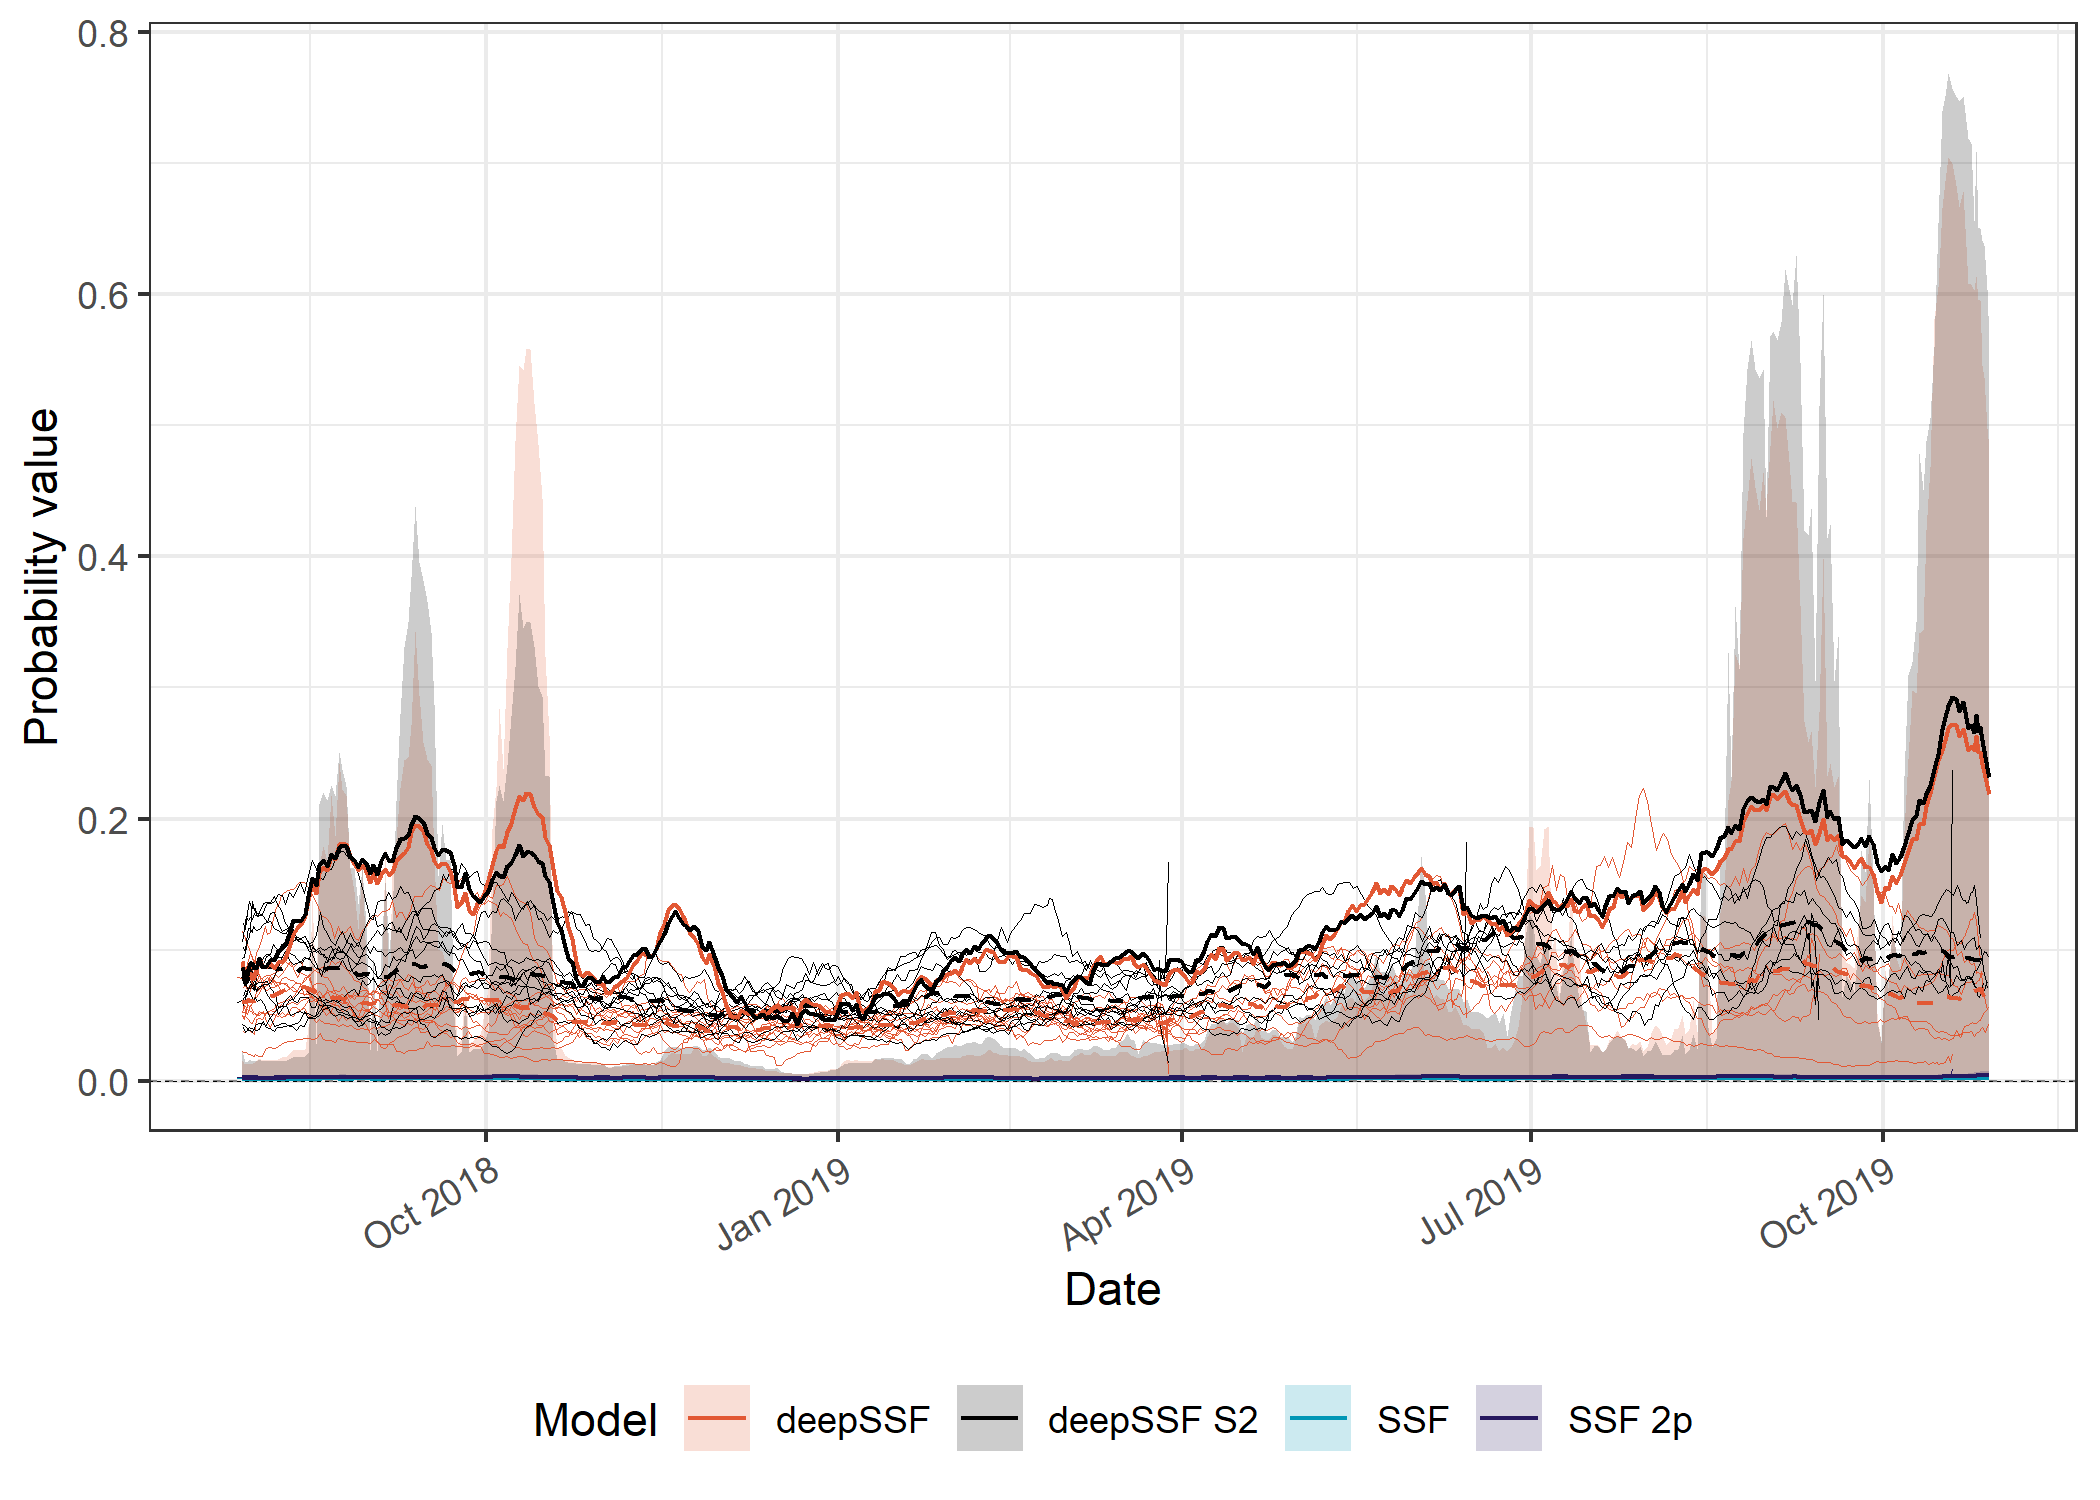 Probability value
0.8
0.6
0.4
0.2
0.0
Oct 2018
Jan 2019
Apr 2019
Jul 2019
Oct 2019
Date
Model deepSSF deepSSF S2 SSF SSF 2p